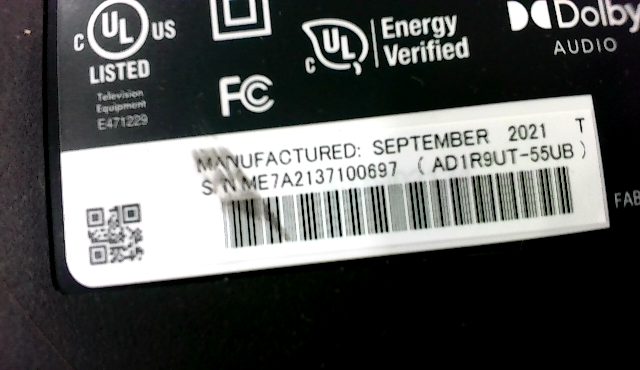 C UL US
LISTED
Television
Equipment
E471229
FC
C UL
Energy
Verified
Dolby
AUDIO
MANUFACTURED: SEPTEMBER 2021 T
S N ME7A2137100697 ( AD1R9UT-55UB )
FAB